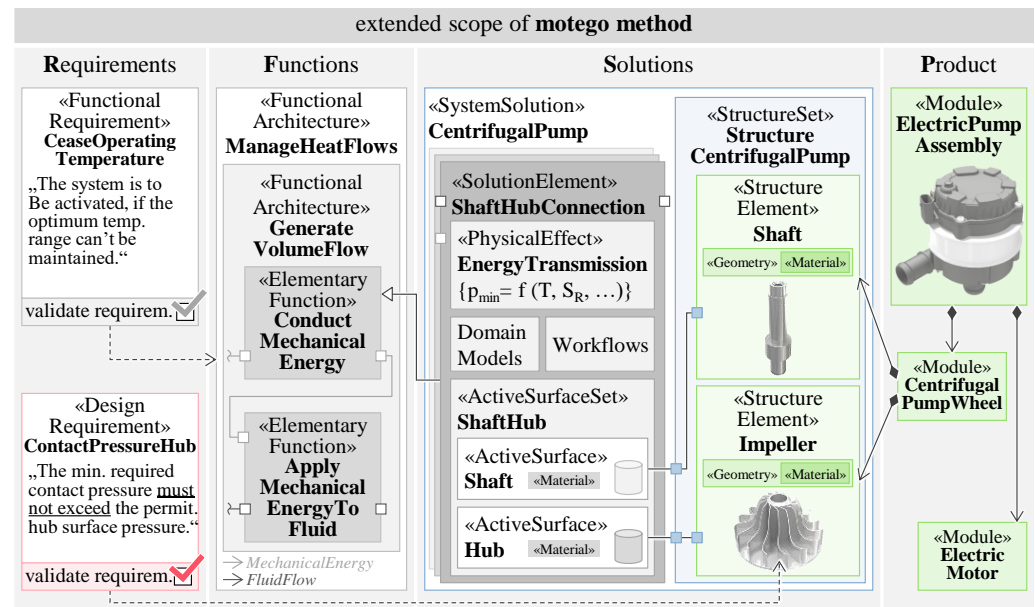 extended scope of motego method
Requirements
«Functional
Requirement»
CeaseOperating
Temperature
„The system is to
Be activated, if the
optimum temp.
range can’t be
maintained.“
validate requirem.
«Design
Requirement»
ContactPressureHub
„The min. required
contact pressure must
not exceed the permit.
hub surface pressure.“
validate requirem.
Functions
«Functional
Architecture»
ManageHeatFlows
«Functional
Architecture»
Generate
VolumeFlow
«Elementary
Function»
Conduct
Mechanical
Energy
«Elementary
Function»
Apply
Mechanical
EnergyTo
Fluid
MechanicalEnergy
FluidFlow
Solutions
«SystemSolution»
CentrifugalPump
«SolutionElement»
ShaftHubConnection
«PhysicalEffect»
EnergyTransmission
{pmin= f (T, SR, …)}
Domain
Models
Workflows
«ActiveSurfaceSet»
ShaftHub
«ActiveSurface»
Shaft «Material»
«ActiveSurface»
Hub «Material»
«StructureSet»
Structure
CentrifugalPump
«Structure
Element»
Shaft
«Geometry» «Material»
«Structure
Element»
Impeller
«Geometry» «Material»
Product
«Module»
ElectricPump
Assembly
«Module»
Centrifugal
PumpWheel
«Module»
Electric
Motor